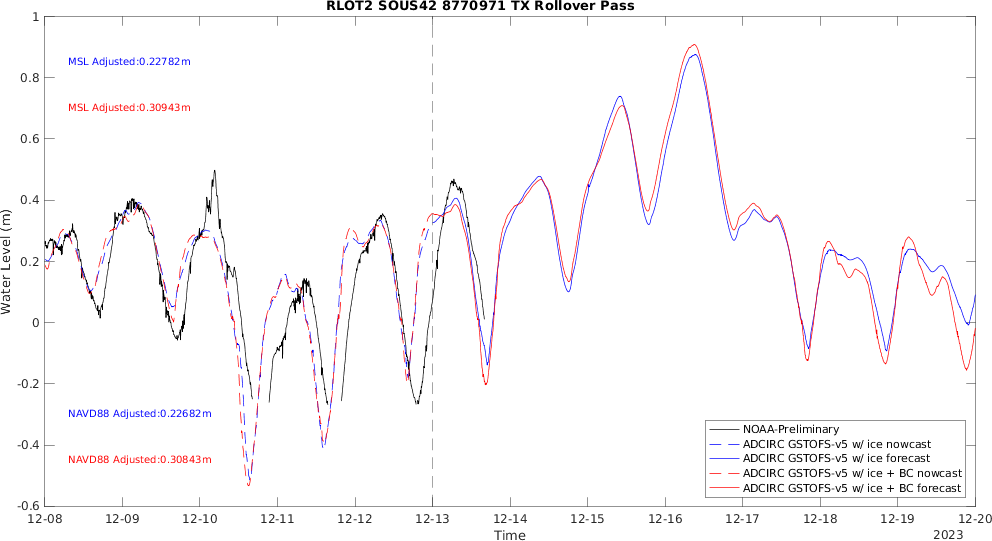 RLOT2 SOUS42 8770971 TX Rollover Pass
Water Level (m)
1
0.8
0.6
0.4
0.2
0
-0.2
-0.4
-0.6
MSL Adjusted:0.22782m
MSL Adjusted:0.30943m
NAVD88 Adjusted:0.22682m
NAVD88 Adjusted:0.30843m
NOAA-Preliminary
ADCIRC GSTOFS-v5 w/ ice nowcast
ADCIRC GSTOFS-v5 w/ ice forecast
ADCIRC GSTOFS-v5 w/ ice + BC nowcast
ADCIRC GSTOFS-v5 w/ ice + BC forecast
12-08 12-09 12-10 12-11 12-12 12-13 12-14 12-15 12-16 12-17 12-18 12-19 12-20
Time
2023